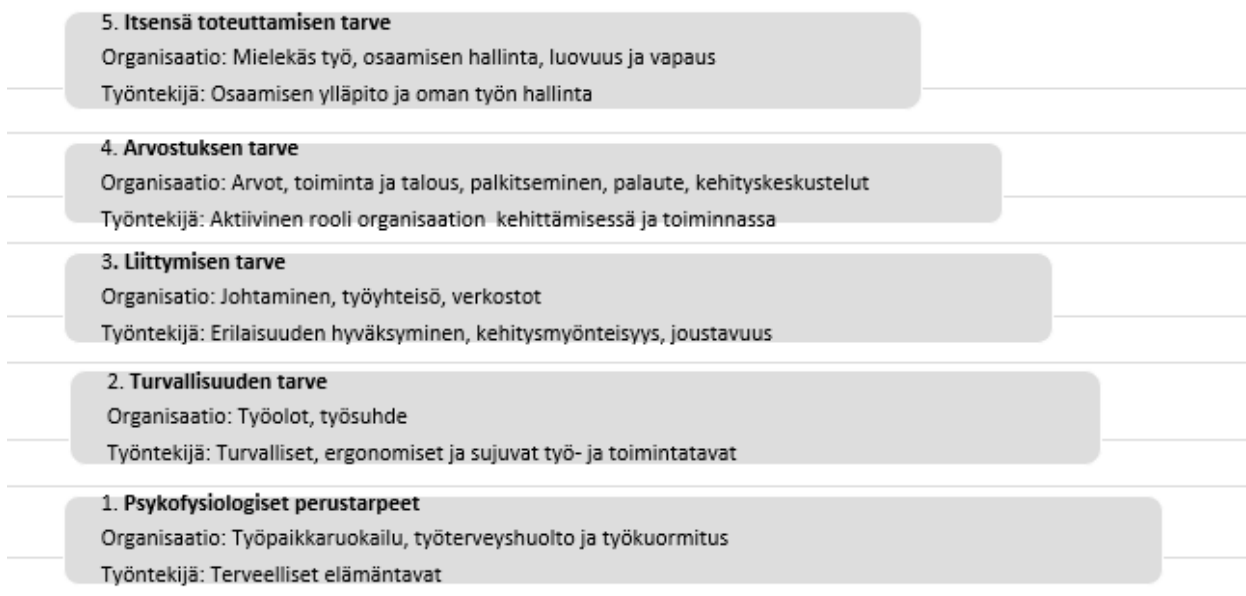 5. Itsensä toteuttamisen tarve
Organisaatio: Mielekäs työ, osaamisen hallinta, luovuus ja vapaus
Työntekijä: Osaamisen ylläpito ja oman työn hallinta
4. Arvostuksen tarve
Organisaatio: Arvot, toiminta ja talous, palkitseminen, palaute, kehityskeskustelut
Työntekijä: Aktiivinen rooli organisaation kehittämisessä ja toiminnassa
3. Liittymisen tarve
Organisatio: Johtaminen, työyhteisö, verkostot
Työntekijä: Erilaisuuden hyväksyminen, kehitysmyönteisyys, joustavuus
2. Turvallisuuden tarve
Organisaatio: Työolot, työsuhde
Työntekijä: Turvalliset, ergonomiset ja sujuvat työ- ja toimintatavat
1. Psykofysiologiset perustarpeet
Organisaatio: Työpaikkaruokailu, työterveyshuolto ja työkuormitus
Työntekijä: Terveelliset elämäntavat